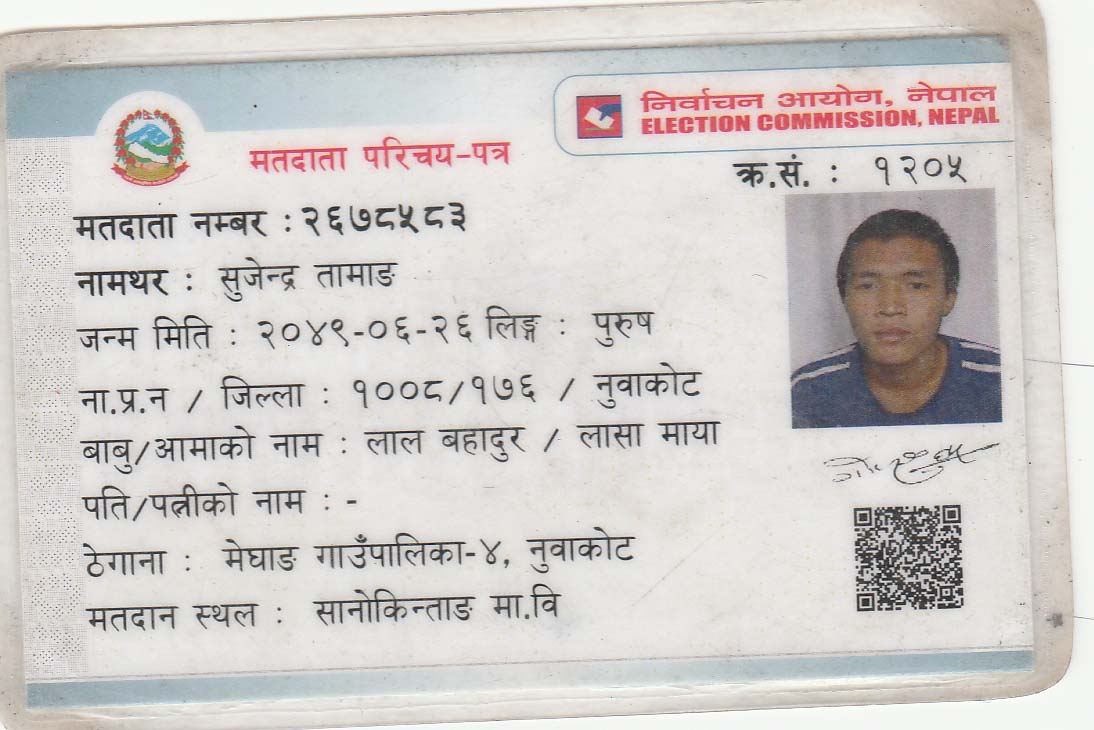 निर्वाचन आयोग, नेपाल
ELECTION COMMISSION, NEPAL
मतदाता परिचय-पत्र
क्र.सं. : १२०५
मतदाता नम्बर : २६७८५८३
नामथर : सुजेन्द्र तामाङ
जन्म मिति : २०४९-०६-२६ लिङ्ग : पुरुष
ना.प्र.न / जिल्ला : १००८/१७६ / नुवाकोट
बाबु/आमाको नाम : लाल बहादुर / लासा माया
पति/पत्नीको नाम : -
ठेगाना : मेघाङ गाउँपालिका-४, नुवाकोट
मतदान स्थल : सानोकिन्ताङ मा.वि